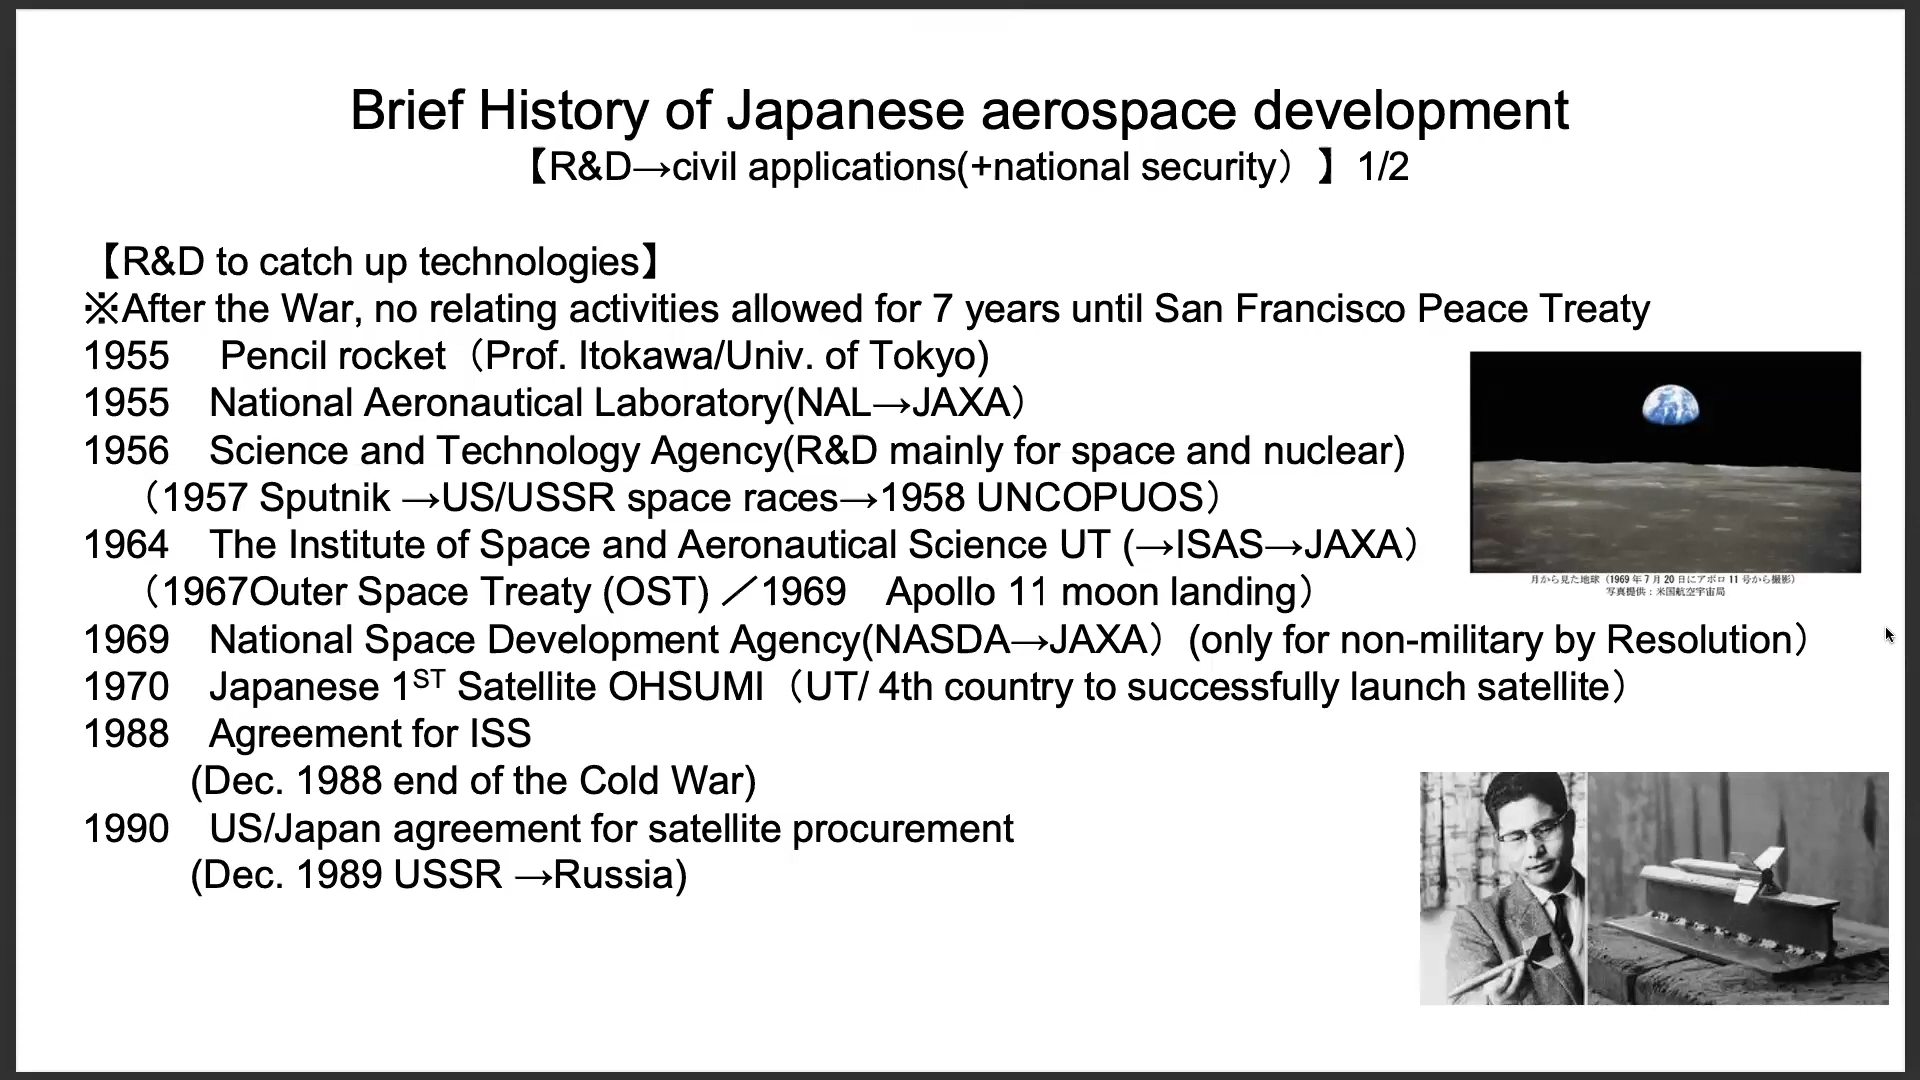 Brief History of Japanese aerospace development
【R&D→civil applications(+national security）】1/2
【R&D to catch up technologies】
※After the War, no relating activities allowed for 7 years until San Francisco Peace Treaty
1955　Pencil rocket（Prof. Itokawa/Univ. of Tokyo)
1955　National Aeronautical Laboratory(NAL→JAXA）
1956　Science and Technology Agency(R&D mainly for space and nuclear)
（1957 Sputnik →US/USSR space races→1958 UNCOPUOS）
1964　The Institute of Space and Aeronautical Science UT (→ISAS→JAXA）
（1967Outer Space Treaty (OST) ／1969　Apollo 11 moon landing）
月から見た地球（1969 年 7 月 20 日にアポロ 11 号から撮影）
写真提供：米国航空宇宙局
1969　National Space Development Agency(NASDA→JAXA）(only for non-military by Resolution）
1970　Japanese 1ST Satellite OHSUMI（UT/ 4th country to successfully launch satellite）
1988　Agreement for ISS
(Dec. 1988 end of the Cold War)
1990　US/Japan agreement for satellite procurement
(Dec. 1989 USSR →Russia)